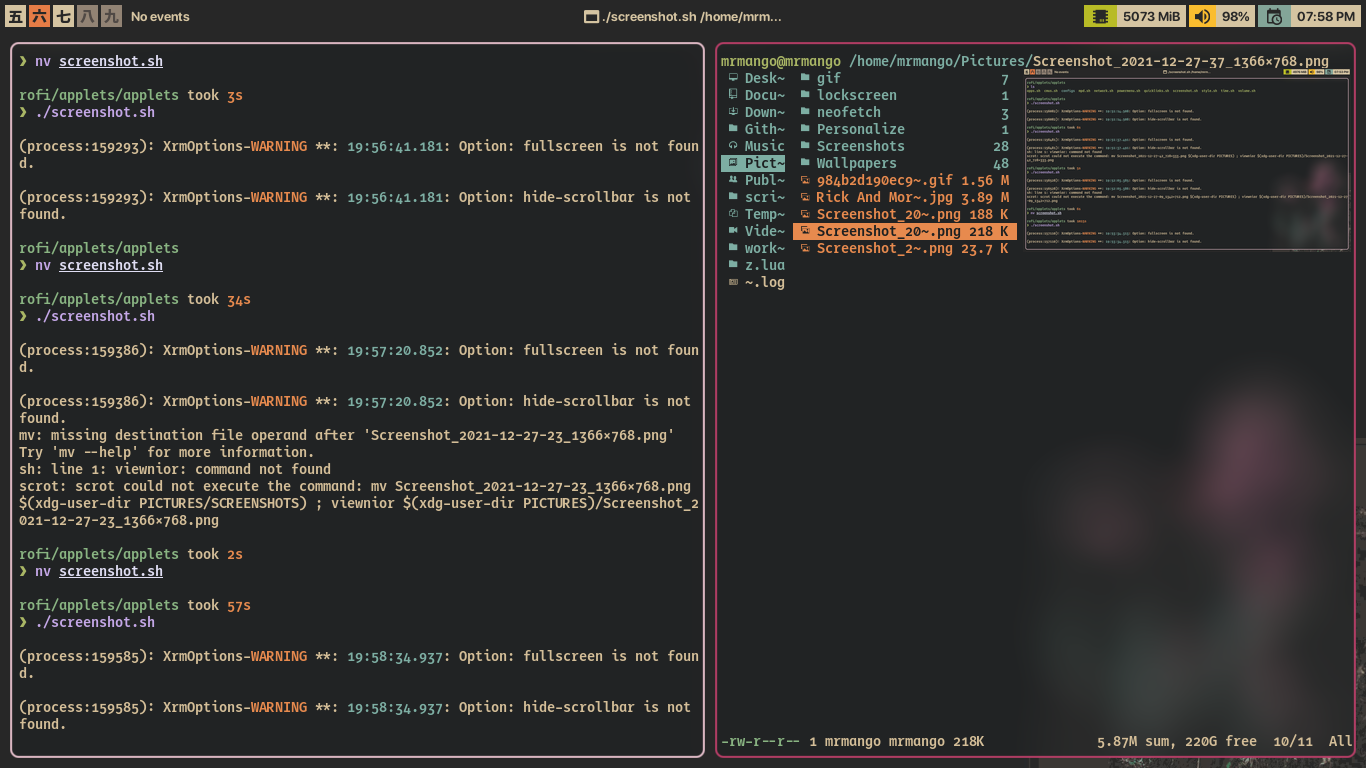 五 六 七 八 九 No events
./screenshot.sh /home/mrm...
5073 MiB 98% 07:58 PM
❯ nv screenshot.sh
rofi/applets/applets took 3s
❯ ./screenshot.sh
(process:159293): XrmOptions-WARNING **: 19:56:41.181: Option: fullscreen is not foun
d.
(process:159293): XrmOptions-WARNING **: 19:56:41.191: Option: hide-scrollbar is not
found.
rofi/applets/applets
❯ nv screenshot.sh
rofi/applets/applets took 34s
❯ ./screenshot.sh
(process:159386): XrmOptions-WARNING **: 19:57:20.852: Option: fullscreen is not foun
d.
(process:159386): XrmOptions-WARNING **: 19:57:20.852: Option: hide-scrollbar is not
found.
mv: missing destination file operand after 'Screenshot_2021-12-27-23_1366×768.png'
Try 'mv --help' for more information.
sh: line 1: viewnior: command not found
scrot: scrot could not execute the command: mv Screenshot_2021-12-27-23_1366×768.png
$(xdg-user-dir PICTURES/SCREENSHOTS) ; viewnior $(xdg-user-dir PICTURES)/Screenshot_2
021-12-27-23_1366×768.png
rofi/applets/applets took 2s
❯ nv screenshot.sh
rofi/applets/applets took 57s
❯ ./screenshot.sh
(process:159585): XrmOptions-WARNING **: 19:58:34.937: Option: fullscreen is not foun
d.
(process:159585): XrmOptions-WARNING **: 19:58:34.937: Option: hide-scrollbar is not
found.
mrmango@mrmango /home/mrmango/Pictures/Screenshot_2021-12-27-37_1366×768.png
Desk~ gif 7
Docu~ lockscreen 1
Down~ neofetch 3
Gith~ Personalize 1
Music Screenshots 28
Pict~ Wallpapers 48
Publ~ 984b2d190ec9~.gif 1.56 M
scri~ Rick And Mor~.jpg 3.89 M
Temp~ Screenshot_20~.png 188 K
Vide~ Screenshot_20~.png 218 K
work~ Screenshot_2~.png 23.7 K
z.lua
~.log
-rw-r--r-- 1 mrmango mrmango 218K 5.87M sum, 220G free 10/11 All